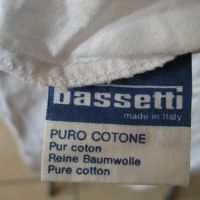 bassetti
made in Italy
PURO COTONE
Pur coton
Reine Baumwolle
Pure cotton